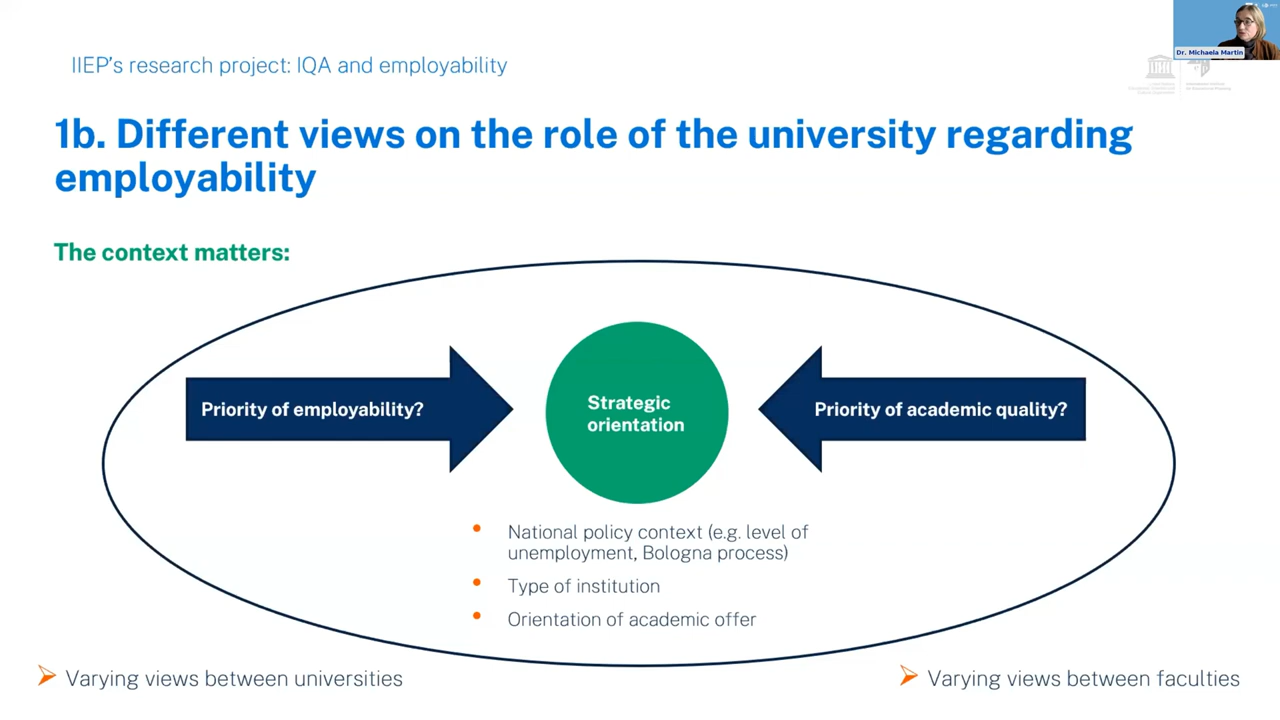 Dr. Michaela Martin
IIEP's research project: IQA and employability
1b. Different views on the role of the university regarding
employability
The context matters:
Priority of employability?
Strategic
orientation
Priority of academic quality?
• National policy context (e.g. level of
unemployment, Bologna process)
• Type of institution
• Orientation of academic offer
Varying views between universities
Varying views between faculties